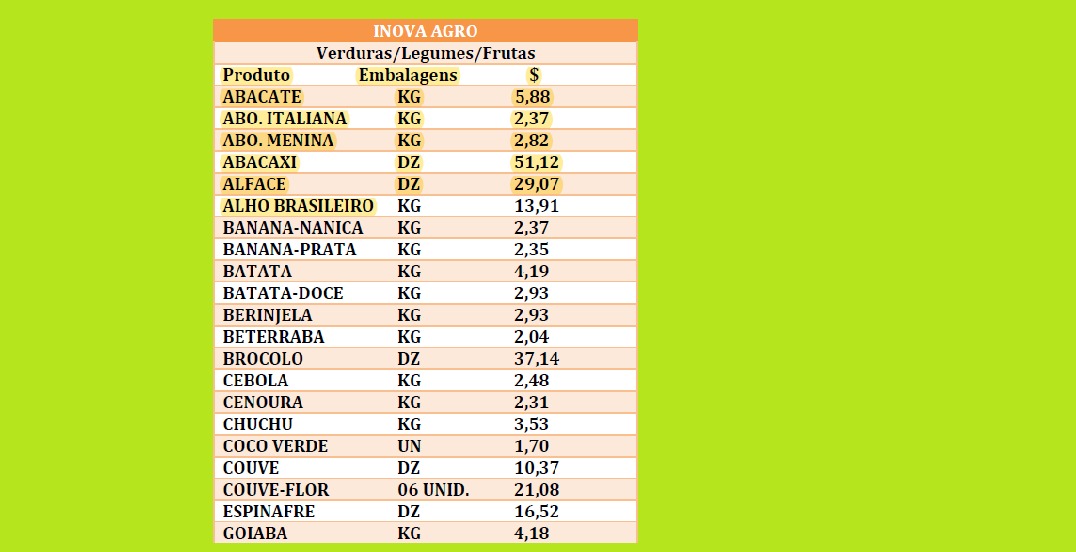 INOVA AGRO
Verduras/Legumes/Frutas
Produto Embalagens $
ABACATE KG 5,88
ABO. ITALIANA KG 2,37
ABO. MENINA KG 2,82
ABACAXI DZ 51,12
ALFACE DZ 29,07
ALHO BRASILEIRO KG 13,91
BANANA-NANICA KG 2,37
BANANA-PRATA KG 2,35
BATATA KG 4,19
BATATA-DOCE KG 2,93
BERINJELA KG 2,93
BETERRABA KG 2,04
BROCOLO DZ 37,14
CEBOLA KG 2,48
CENOURA KG 2,31
CHUCHU KG 3,53
COCO VERDE UN 1,70
COUVE DZ 10,37
COUVE-FLOR 06 UNID. 21,08
ESPINAFRE DZ 16,52
GOIABA KG 4,18